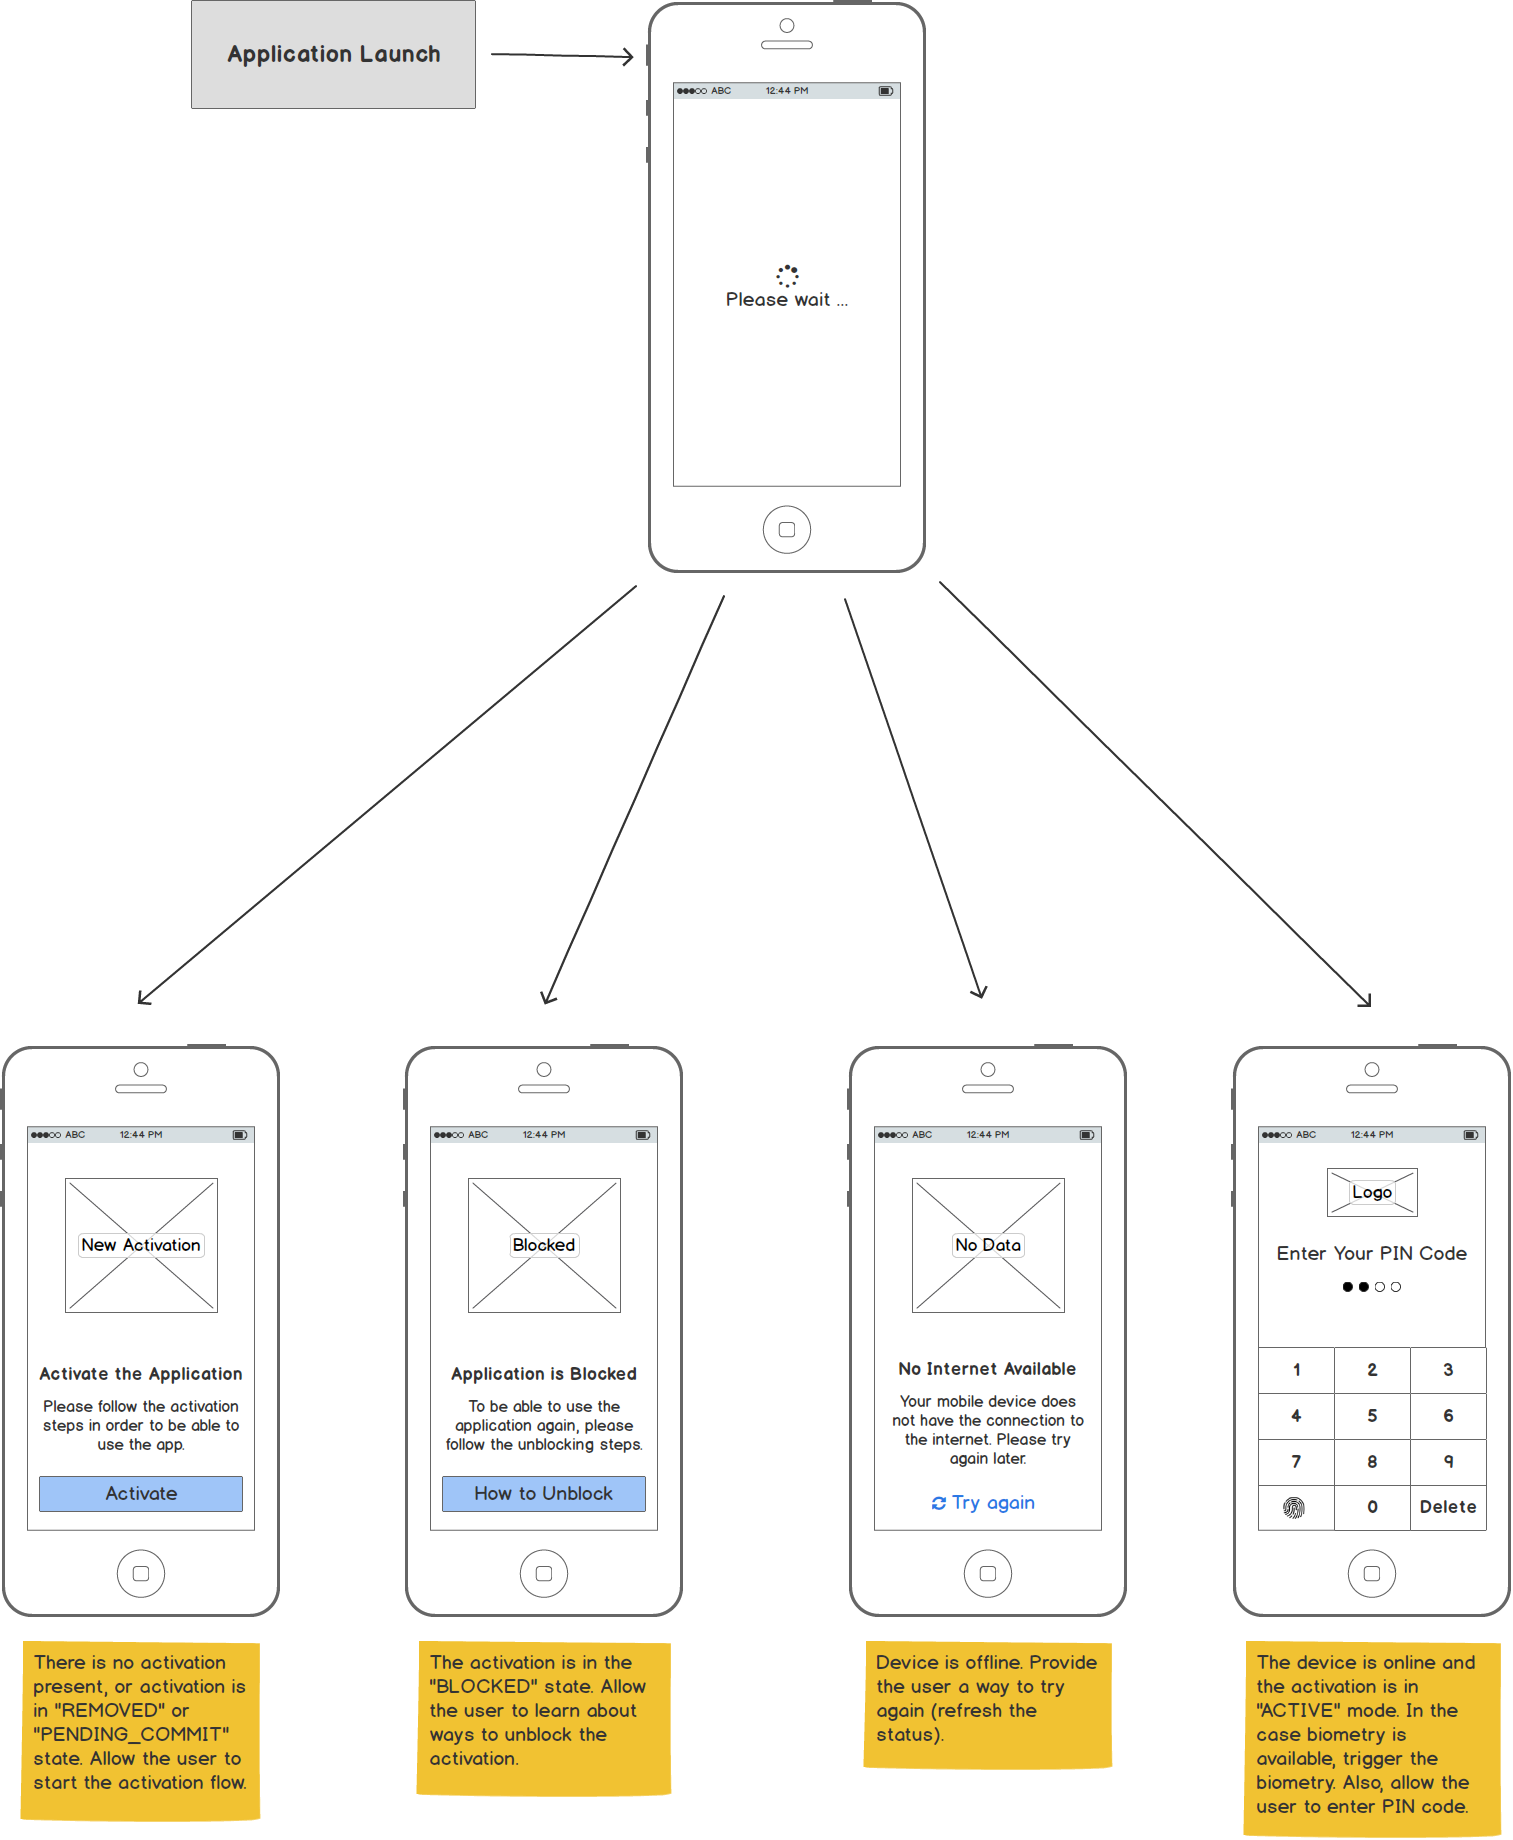 Application Launch
ABC 12:44 PM
Please wait ...
ABC 12:44 PM
New Activation
Activate the Application
Please follow the activation
steps in order to be able to
use the app.
Activate
There is no activation
present, or activation is
in "REMOVED" or
"PENDING_COMMIT"
state. Allow the user to
start the activation flow.
ABC 12:44 PM
Blocked
Application is Blocked
To be able to use the
application again, please
follow the unblocking steps.
How to Unblock
The activation is in the
"BLOCKED" state. Allow
the user to learn about
ways to unblock the
activation.
ABC 12:44 PM
No Data
No Internet Available
Your mobile device does
not have the connection to
the internet. Please try
again later.
Try again
Device is offline. Provide
the user a way to try
again (refresh the
status).
ABC 12:44 PM
Logo
Enter Your PIN Code
1 2 3
4 5 6
7 8 9
0 Delete
The device is online and
the activation is in
"ACTIVE" mode. In the
case biometry is
available, trigger the
biometry. Also, allow the
user to enter PIN code.